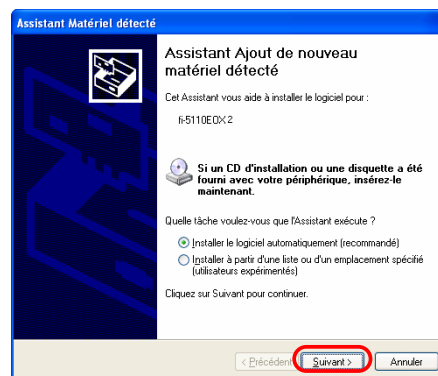 Assistant Matériel détecté
Assistant Ajout de nouveau
matériel détecté
Cet Assistant vous aide à installer le logiciel pour :
fi-5110EOX2
Si un CD d'installation ou une disquette a été
fourni avec votre périphérique, insérez-le
maintenant.
Quelle tâche voulez-vous que l'Assistant exécute ?
Installer le logiciel automatiquement (recommandé)
Installer à partir d'une liste ou d'un emplacement spécifié
(utilisateurs expérimentés)
Cliquez sur Suivant pour continuer.
< Précédent
Suivant >
Annuler